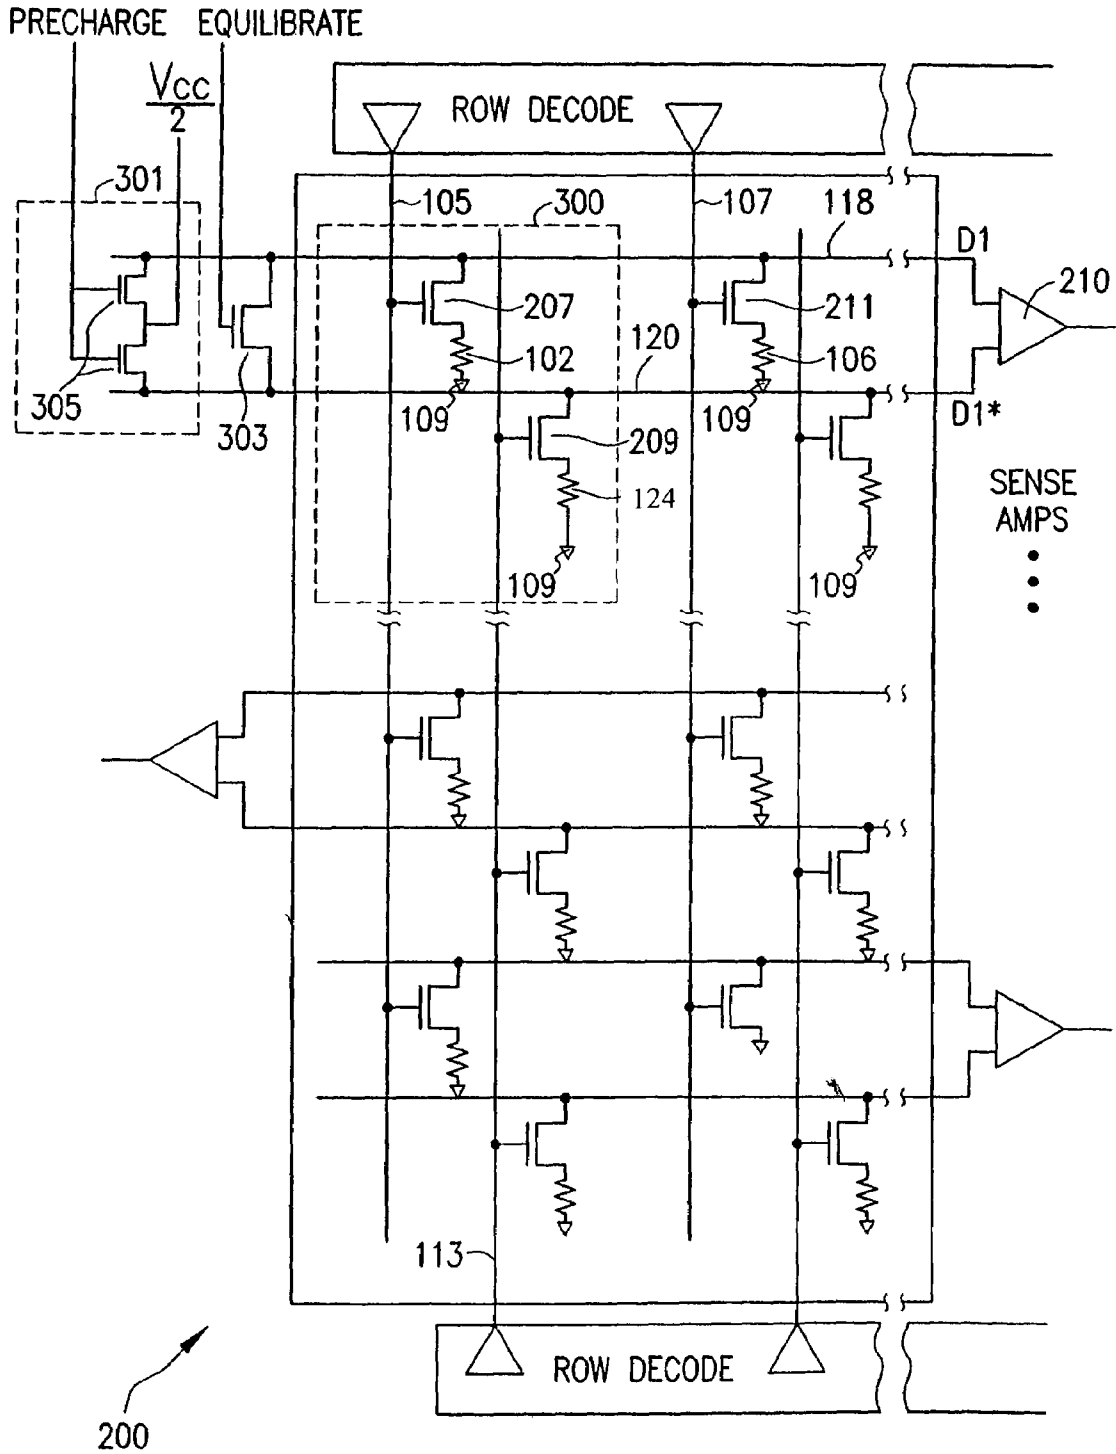 PRECHARGE EQUILIBRATE
VCC
2
ROW DECODE
301
105
300
107
118
D1
210
207
211
102
120
106
305
303
109
109
D1*
209
124
SENSE
AMPS
109
109
113
ROW DECODE
200